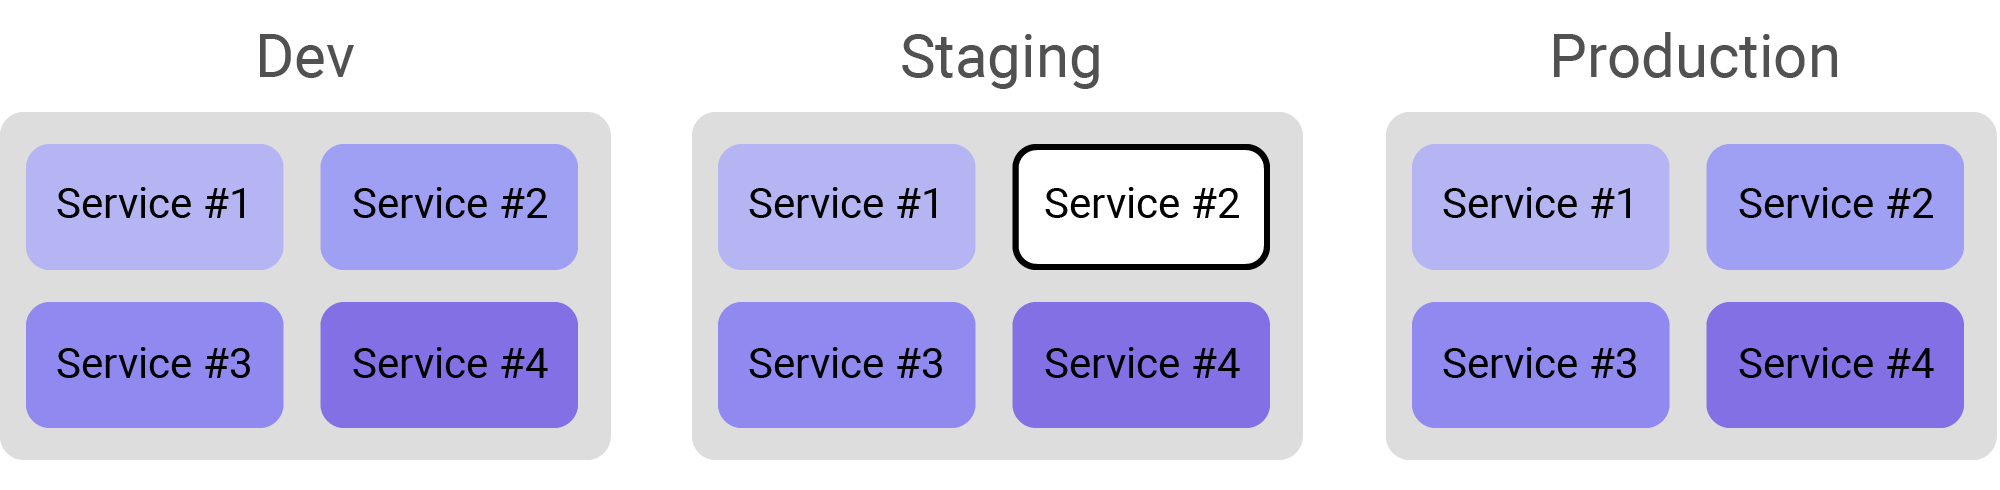 Dev
Service #1
Service #2
Service #3
Service #4
Staging
Service #1
Service #2
Service #3
Service #4
Production
Service #1
Service #2
Service #3
Service #4